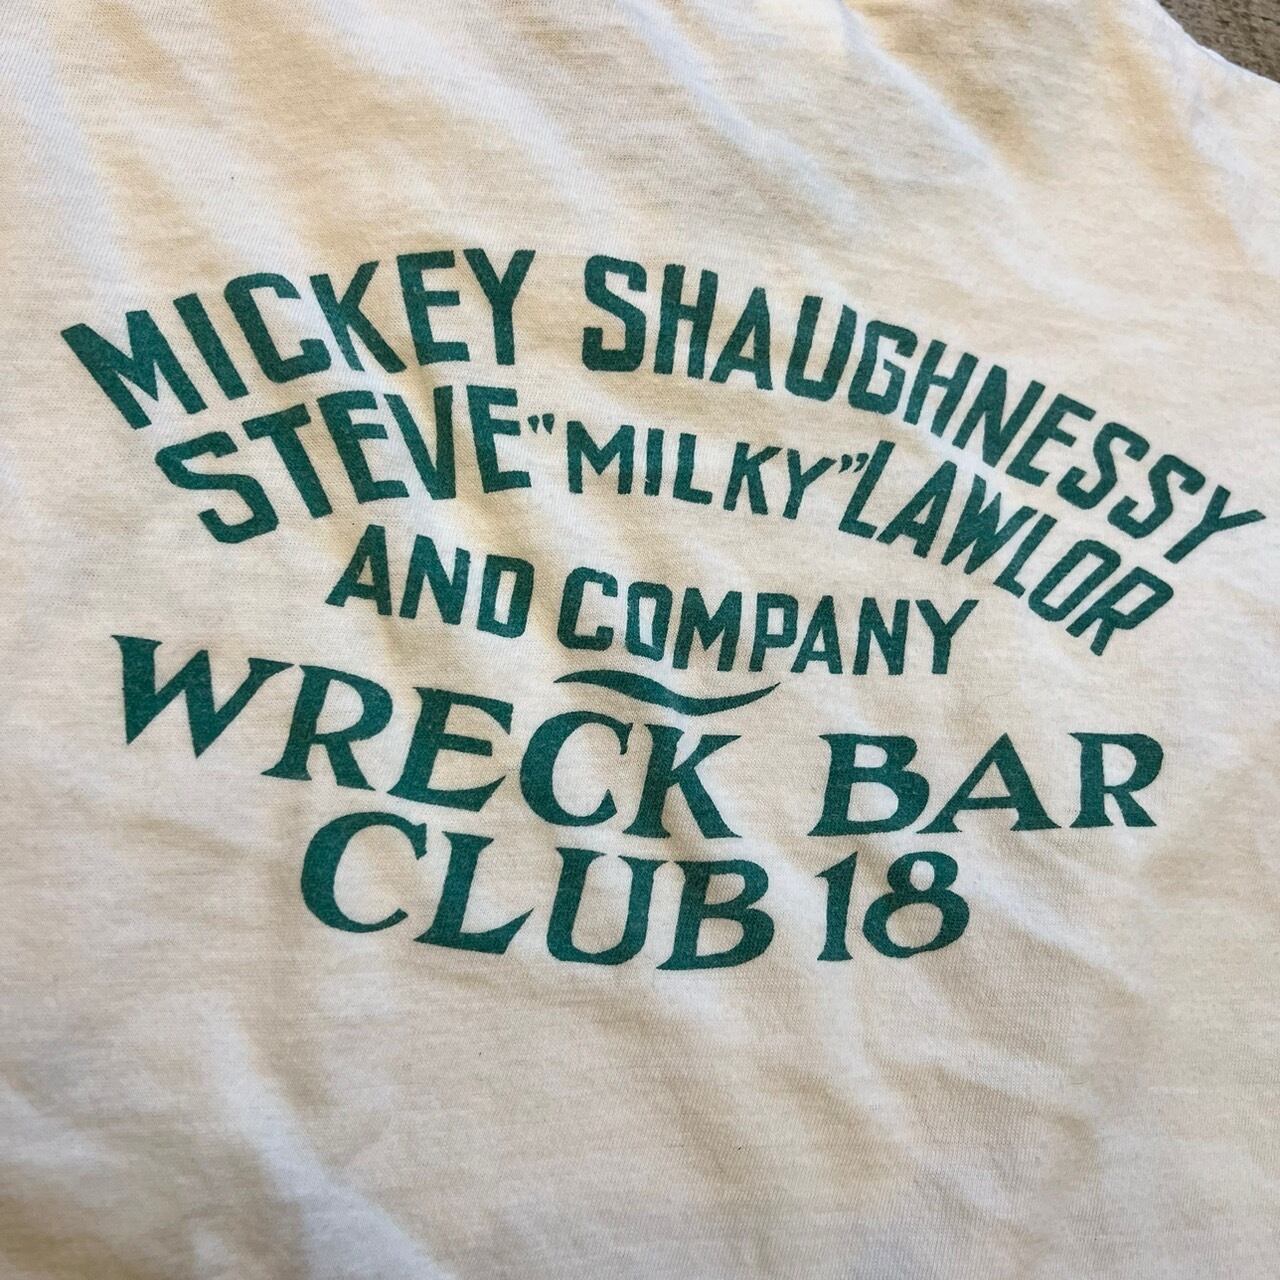 MICKEY SHAUGHNESSY
STEVE "MILKY" LAWLOR
AND COMPANY
WRECK BAR
CLUB 18